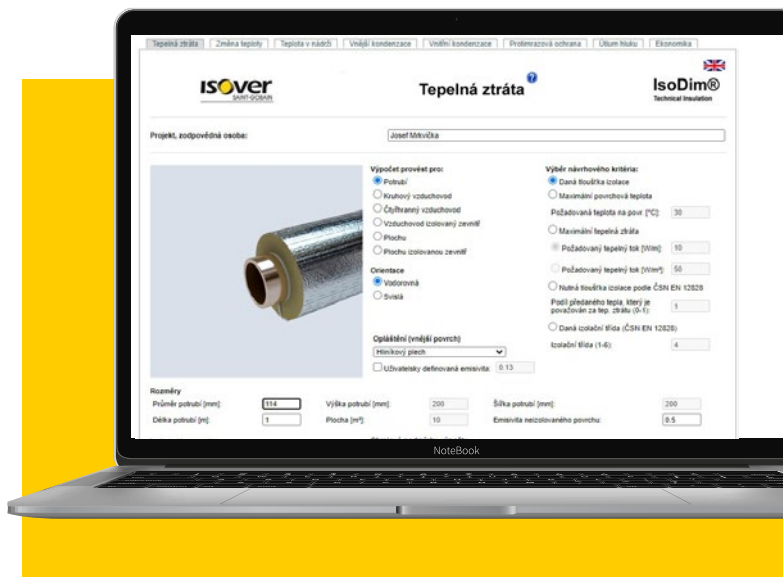 Tepelná ztráta Změna teploty Teplota v nádrži Vnější kondenzace Vnitřní kondenzace Protimrazová ochrana Útlum hluku Ekonomika
isover
SAINT-GOBAIN
Tepelná ztráta ?
IsoDim®
Technical Insulation
Projekt, zodpovědná osoba: Josef Mrkvička
Výpočet provést pro:
Potrubí
Kruhový vzduchovod
Čtyřhranný vzduchovod
Vzduchovod izolovaný zevnitř
Plochu
Plochu izolovanou zevnitř
Orientace
Vodorovná
Svislá
Opláštění (vnější povrch)
Hliníkový plech
Uživatelsky definovaná emisivita: 0.13
Výběr návrhového kritéria:
Daná tloušťka izolace
Maximální povrchová teplota
Požadovaná teplota na povr. [°C]: 30
Maximální tepelná ztráta
Požadovaný tepelný tok [W/m]: 10
Požadovaný tepelný tok [W/m²]: 50
Nutná tloušťka izolace podle ČSN EN 12828
Podíl předaného tepla, který je
považován za tep. ztrátu (0-1): 1
Daná izolační třída (ČSN EN 12828)
Izolační třída (1-6): 4
Rozměry
Průměr potrubí [mm]: 114 Výška potrubí [mm]: 200 Šířka potrubí [mm]: 200
Délka potrubí [m]: 1 Plocha [m²]: 10 Emisivita neizolovaného povrchu: 0.5
NoteBook